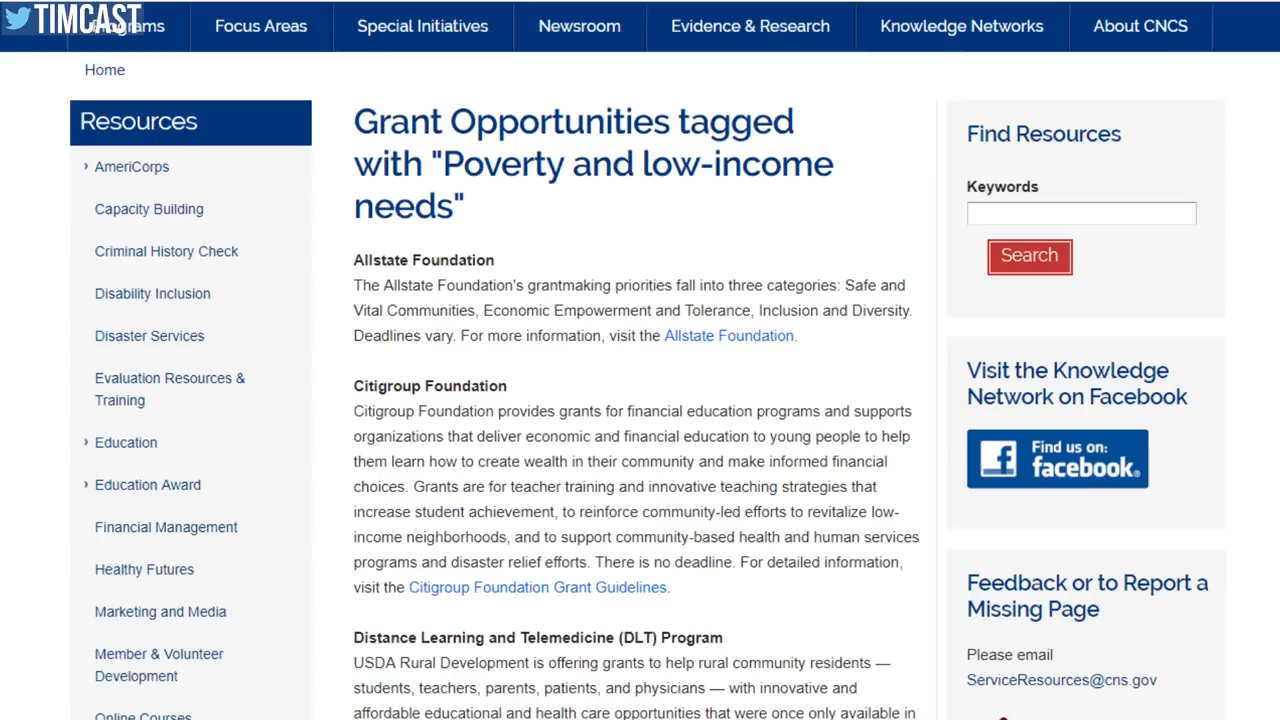 TIMCAST
Focus Areas
Special Initiatives
Newsroom
Evidence & Research
Knowledge Networks
About CNCS
Home
Resources
AmeriCorps
Capacity Building
Criminal History Check
Disability Inclusion
Disaster Services
Evaluation Resources &
Training
Education
Education Award
Financial Management
Healthy Futures
Marketing and Media
Member & Volunteer
Development
Online Courses
Grant Opportunities tagged
with "Poverty and low-income
needs"
Allstate Foundation
The Allstate Foundation's grantmaking priorities fall into three categories: Safe and
Vital Communities, Economic Empowerment and Tolerance, Inclusion and Diversity.
Deadlines vary. For more information, visit the Allstate Foundation.
Citigroup Foundation
Citigroup Foundation provides grants for financial education programs and supports
organizations that deliver economic and financial education to young people to help
them learn how to create wealth in their community and make informed financial
choices. Grants are for teacher training and innovative teaching strategies that
increase student achievement, to reinforce community-led efforts to revitalize low-
income neighborhoods, and to support community-based health and human services
programs and disaster relief efforts. There is no deadline. For detailed information,
visit the Citigroup Foundation Grant Guidelines.
Distance Learning and Telemedicine (DLT) Program
USDA Rural Development is offering grants to help rural community residents —
students, teachers, parents, patients, and physicians — with innovative and
affordable educational and health care opportunities that were once only available in
Find Resources
Keywords
Search
Visit the Knowledge
Network on Facebook
Find us on:
facebook®
Feedback or to Report a
Missing Page
Please email
ServiceResources@cns.gov